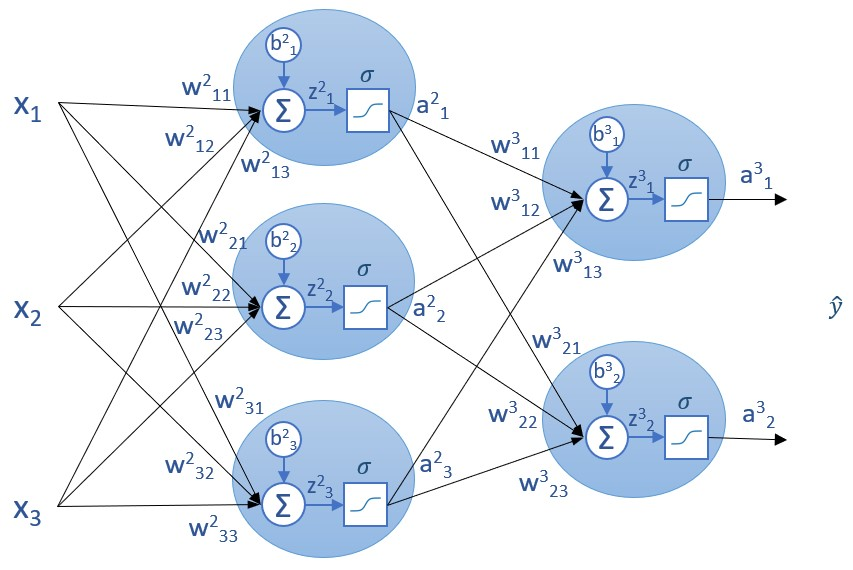 x₁
x₂
x₃
w²₁₁
w²₁₂
w²₁₃
w²₂₁
w²₂₂
w²₂₃
w²₃₁
w²₃₂
w²₃₃
b²₁
Σ
z²₁
σ
a²₁
b²₂
Σ
z²₂
σ
a²₂
b²₃
Σ
z²₃
σ
a²₃
w³₁₁
w³₁₂
w³₁₃
w³₂₁
w³₂₂
w³₂₃
b³₁
Σ
z³₁
σ
a³₁
b³₂
Σ
z³₂
σ
a³₂
ŷ